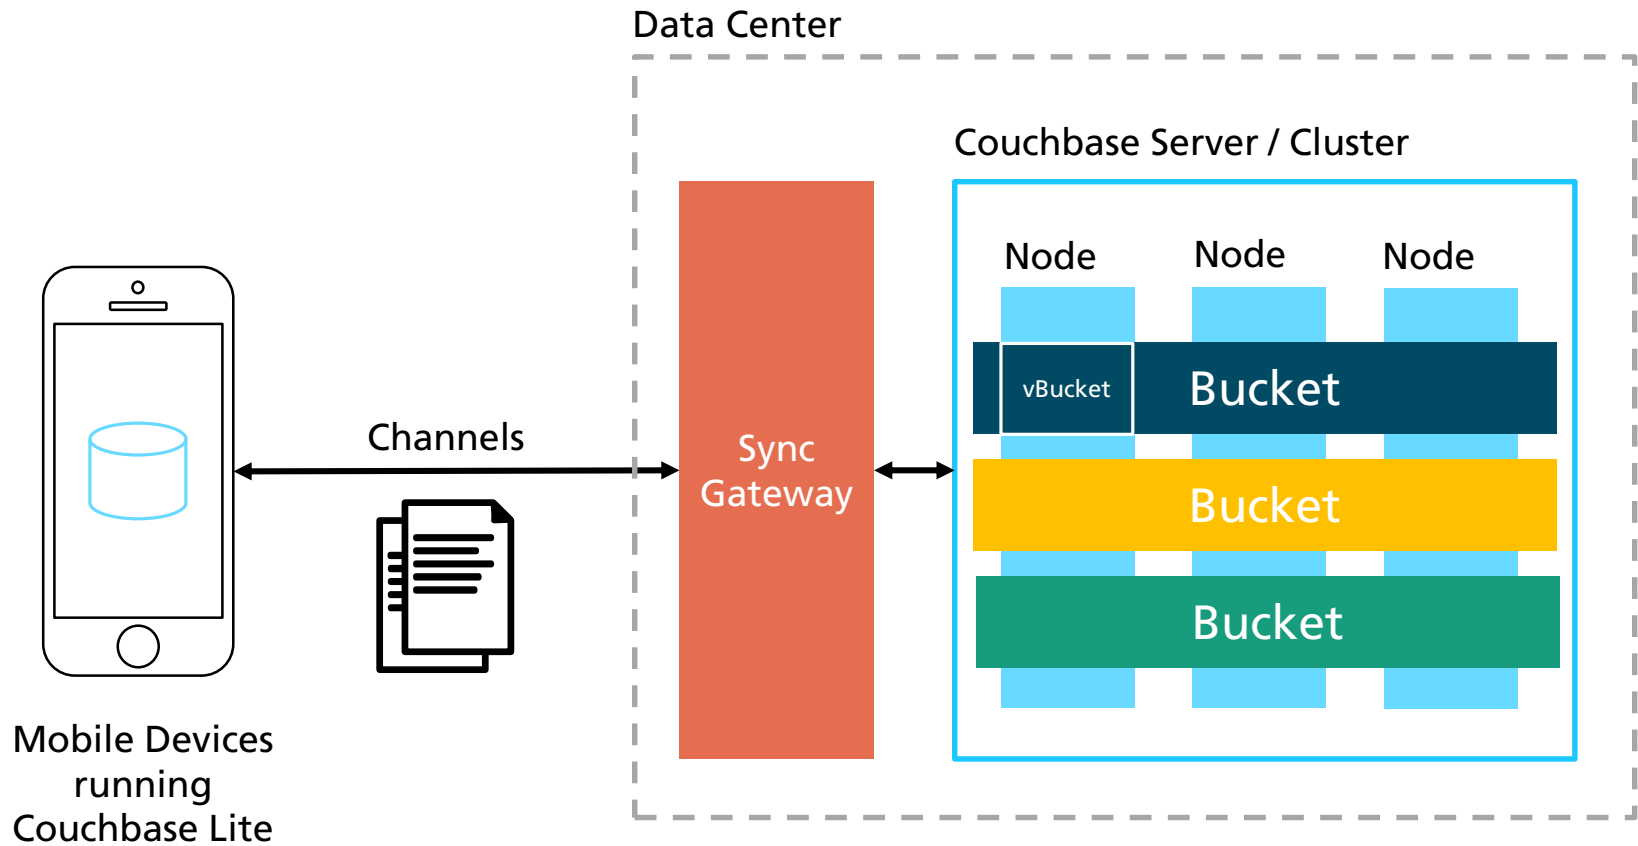 Data Center
Couchbase Server / Cluster
Node
Node
Node
vBucket
Bucket
Channels
Sync
Gateway
Bucket
Bucket
Mobile Devices
running
Couchbase Lite